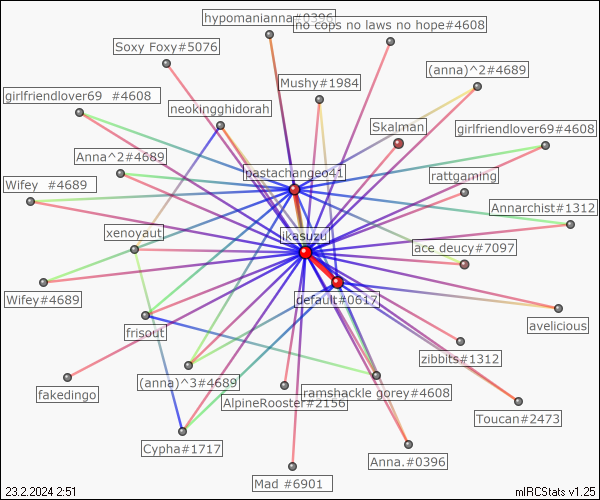 hypomanianna#0396
no cops no laws no hope#4608
Soxy Foxy#5076
(anna)^2#4689
Mushy#1984
girlfriendlover69 #4608
neokingghidorah
Skalman
girlfriendlover69#4608
Anna^2#4689
pastachangeo41
rattgaming
Wifey #4689
Annarchist#1312
xenoyaut
ikasuzu
ace deucy#7097
Wifey#4689
default#0617
avelicious
frisout
zibbits#1312
fakedingo
(anna)^3#4689
ramshackle gorey#4608
AlpineRooster#2156
Toucan#2473
Cypha#1717
Anna.#0396
Mad #6901
23.2.2024 2:51
mIRCStats v1.25